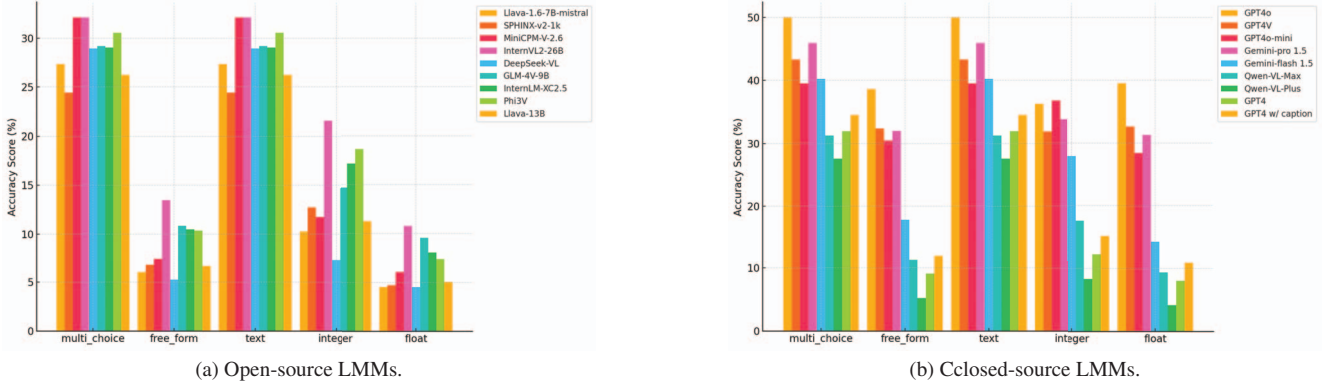 Accuracy Score (%)
30
25
20
15
10
5
0
multi_choice
free_form
text
integer
float
Llava-1.6-7B-mistral
SPHINX-v2-1k
MiniCPM-V-2.6
InternVL2-26B
DeepSeek-VL
GLM-4V-9B
InternLM-XC2.5
Phi3V
Llava-13B
(a) Open-source LMMs.
Accuracy Score (%)
50
40
30
20
10
0
multi_choice
free_form
text
integer
float
GPT4o
GPT4V
GPT4o-mini
Gemini-pro 1.5
Gemini-flash 1.5
Qwen-VL-Max
Qwen-VL-Plus
GPT4
GPT4 w/ caption
(b) Cclosed-source LMMs.